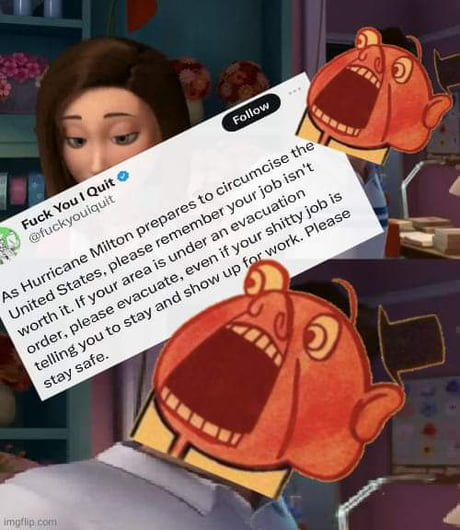 Follow
Fuck You I Quit
@fuckyouiquit
As Hurricane Milton prepares to circumcise the
United States, please remember your job isn't
worth it. If your area is under an evacuation
order, please evacuate, even if your shitty job is
telling you to stay and show up for work. Please
stay safe.
imgflip.com